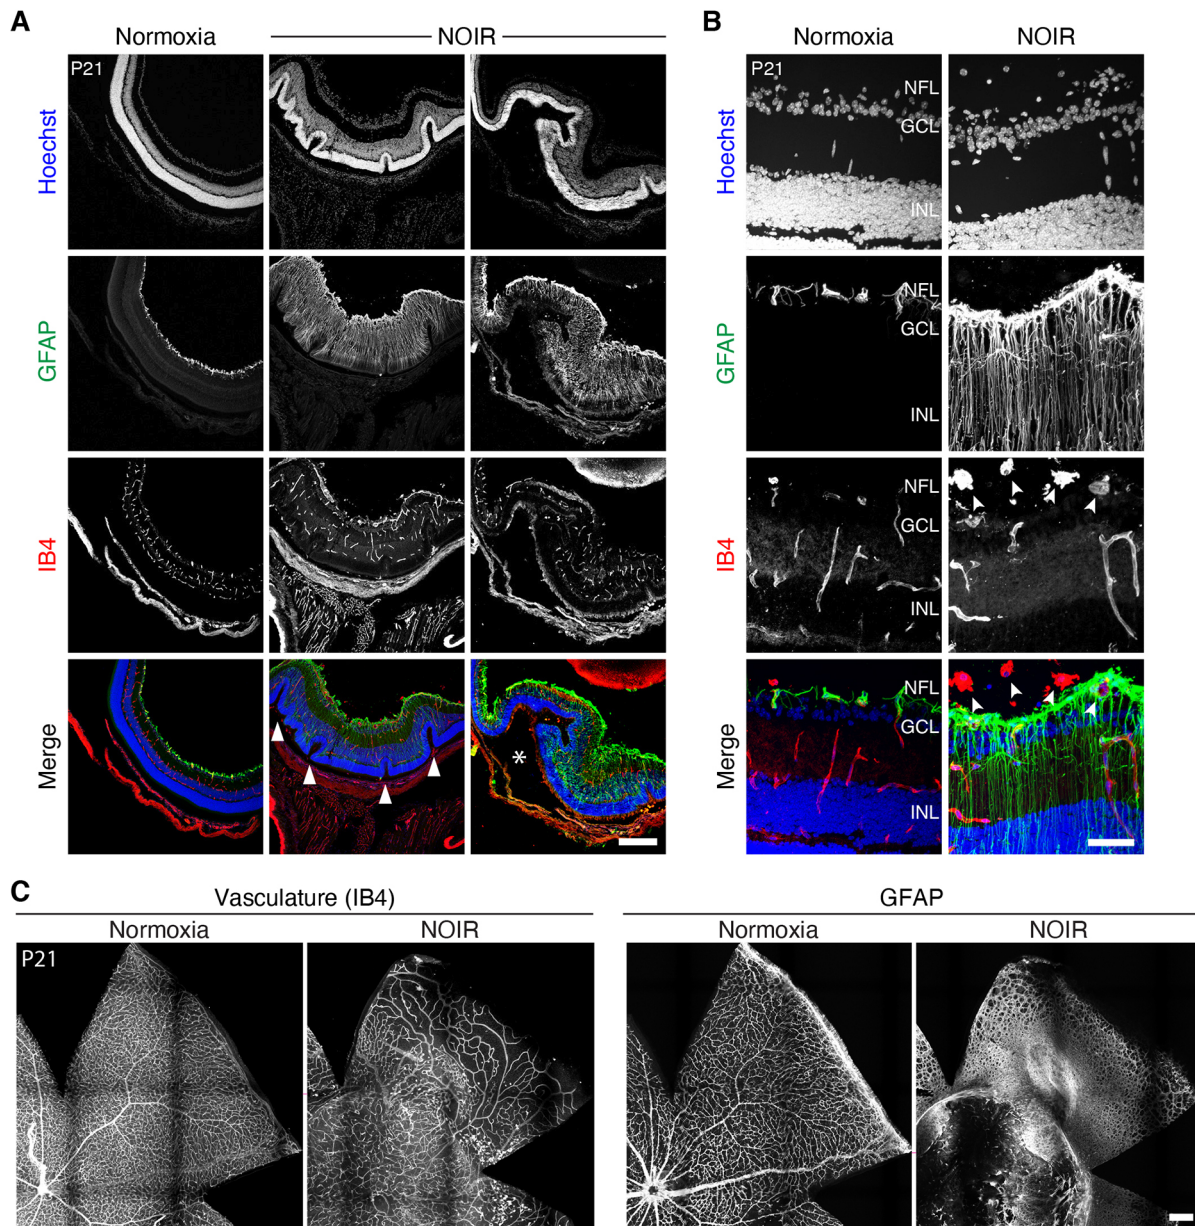 A
Normoxia
NOIR
P21
Hoechst
GFAP
IB4
Merge
*
B
Normoxia
NOIR
P21
NFL
GCL
INL
NFL
GCL
INL
NFL
GCL
INL
NFL
GCL
INL
Hoechst
GFAP
IB4
Merge
C
Vasculature (IB4)
GFAP
Normoxia
NOIR
Normoxia
NOIR
P21